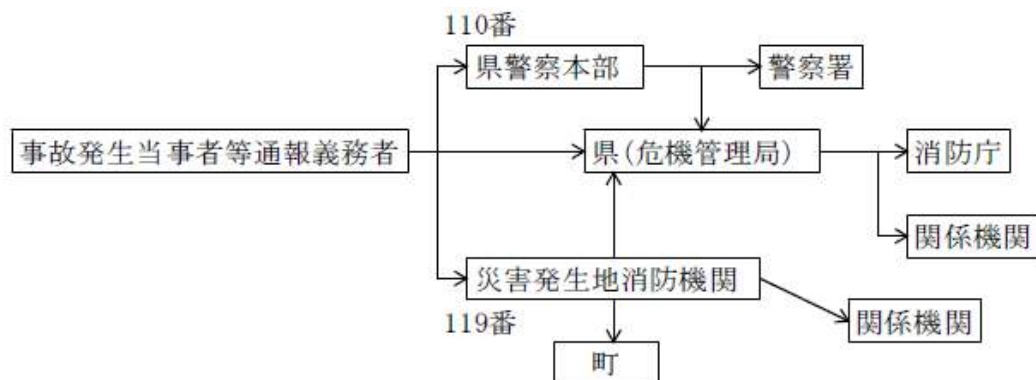 110番
県警察本部
警察署
事故発生当事者等通報義務者
県(危機管理局)
消防庁
関係機関
災害発生地消防機関
119番
関係機関
町